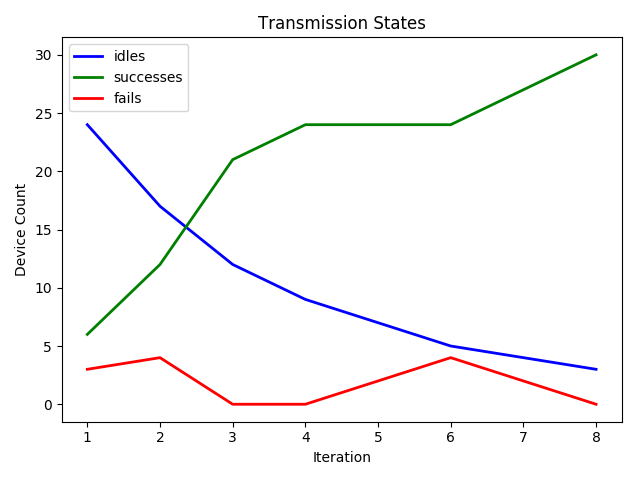 Transmission States
idles
successes
fails
Device Count
30
25
20
15
10
5
0
1 2 3 4 5 6 7 8
Iteration